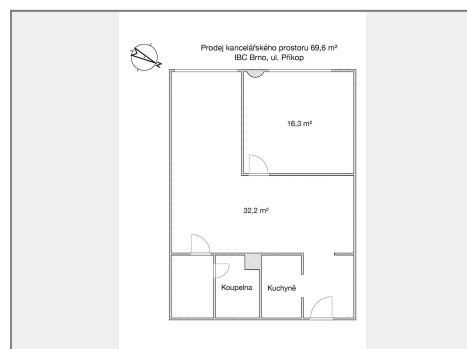 Prodej kancelářského prostoru 69,6 m²
IBC Brno, ul. Příkop
16,3 m²
32,2 m²
Koupelna
Kuchyně